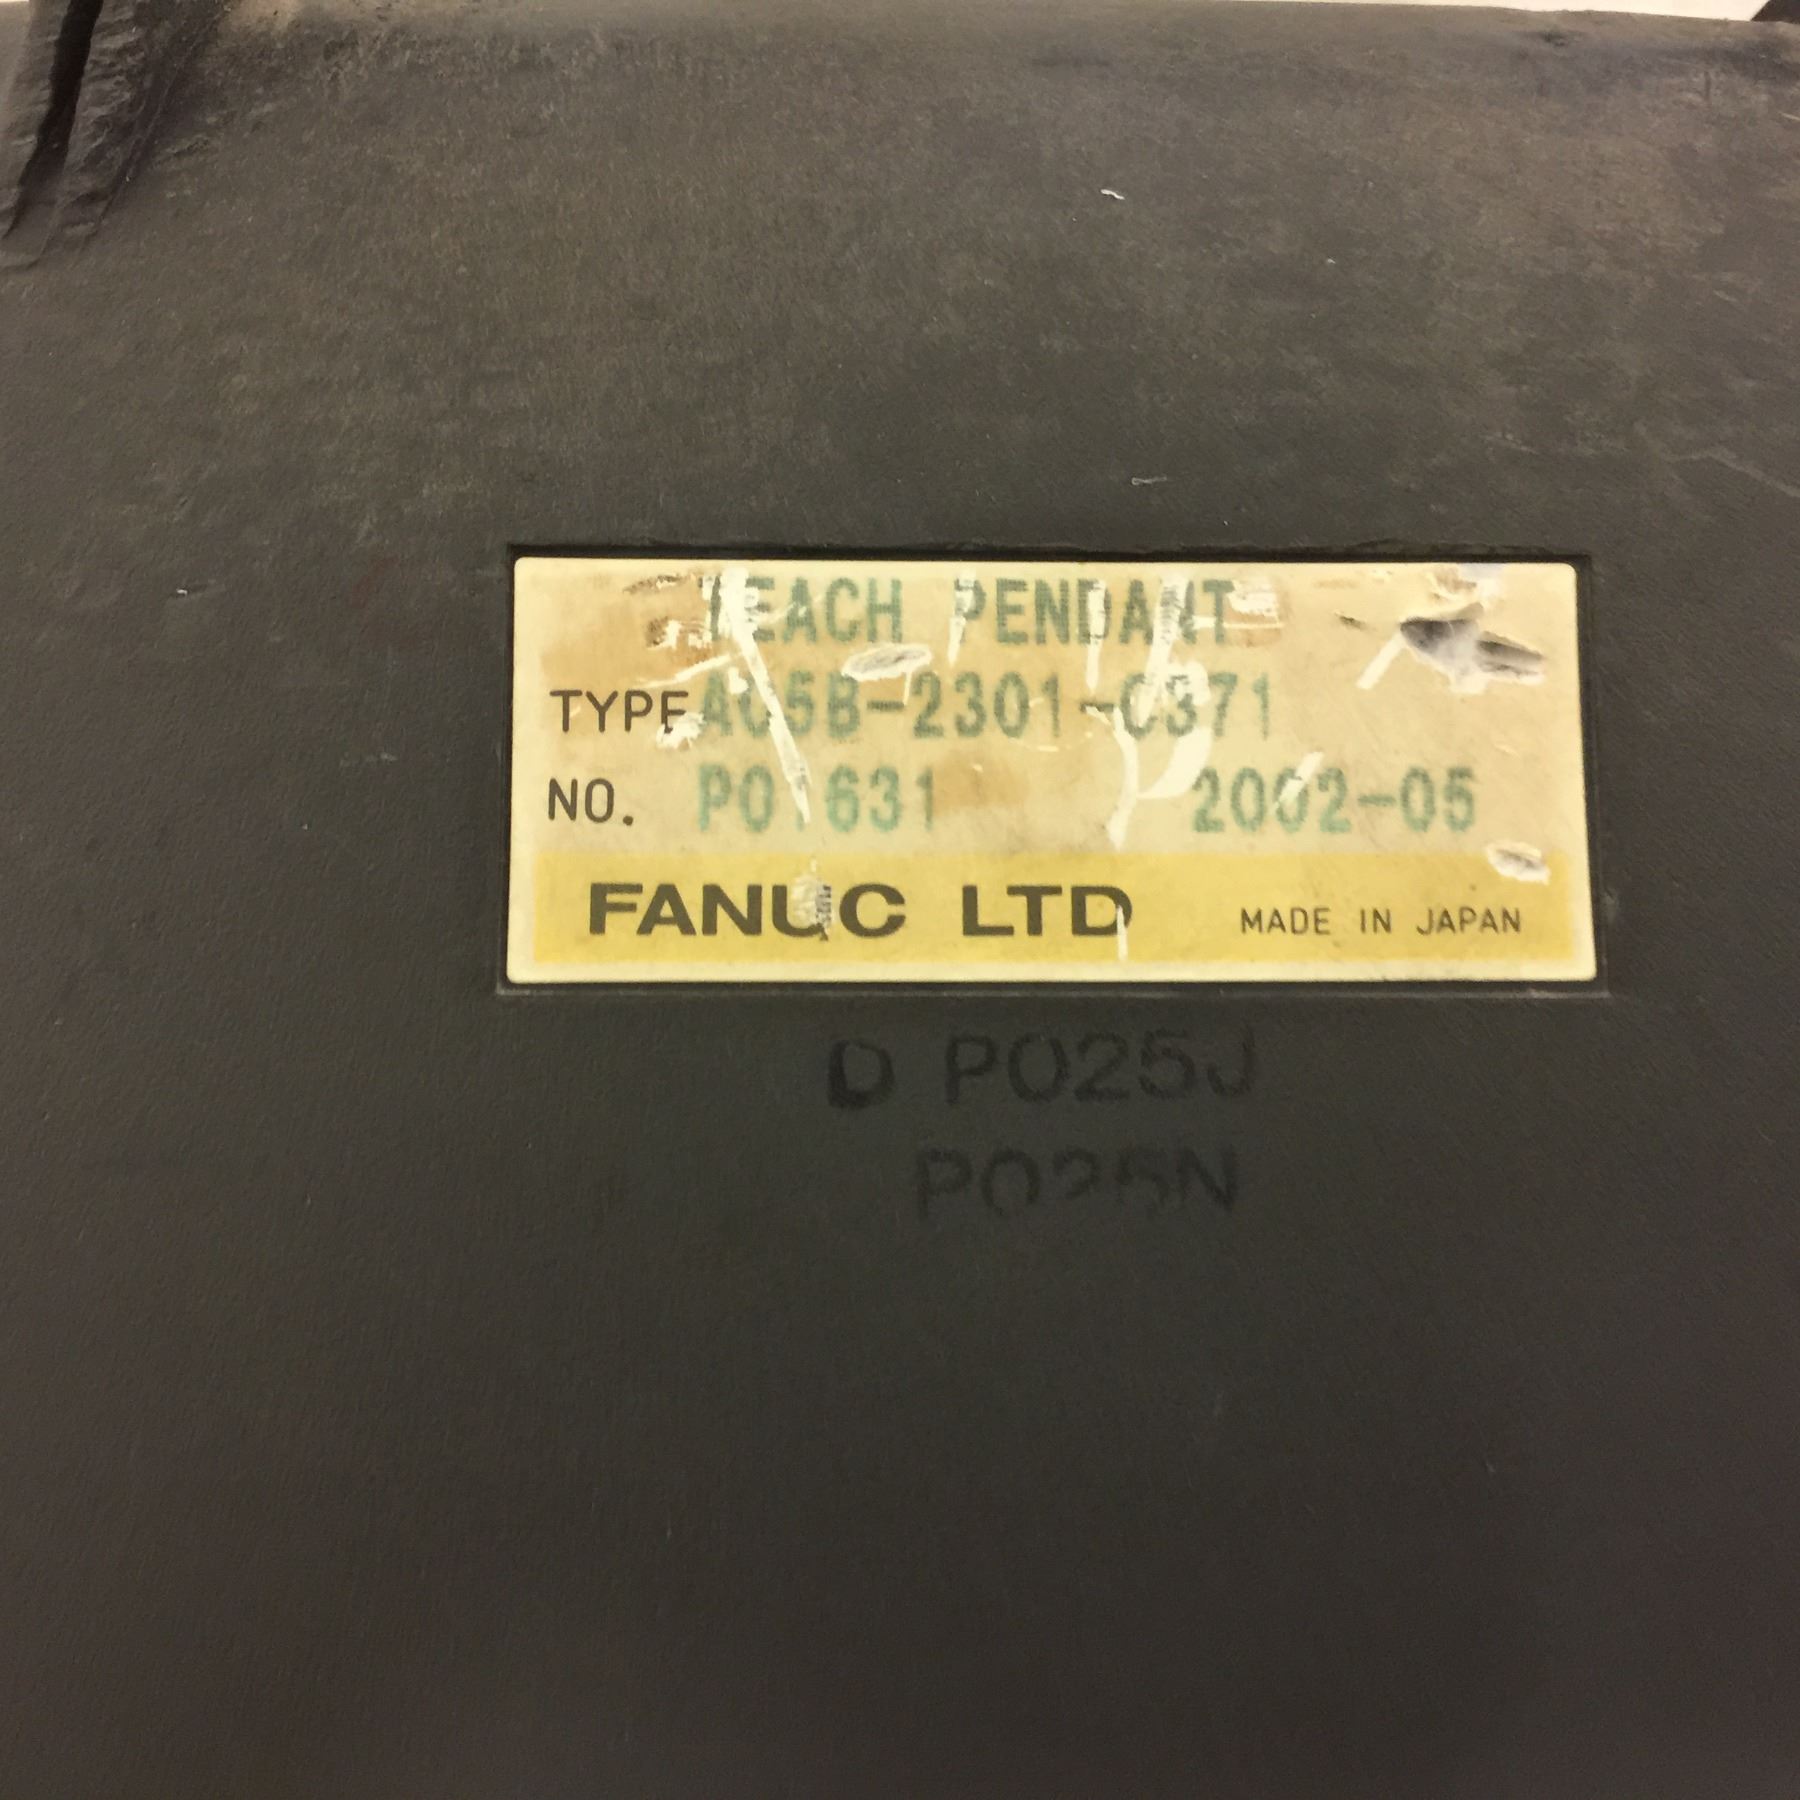 TEACH PENDANT
TYPE A05B-2301-C371
NO. P01631 2002-05
FANUC LTD MADE IN JAPAN
D P025J
P025N